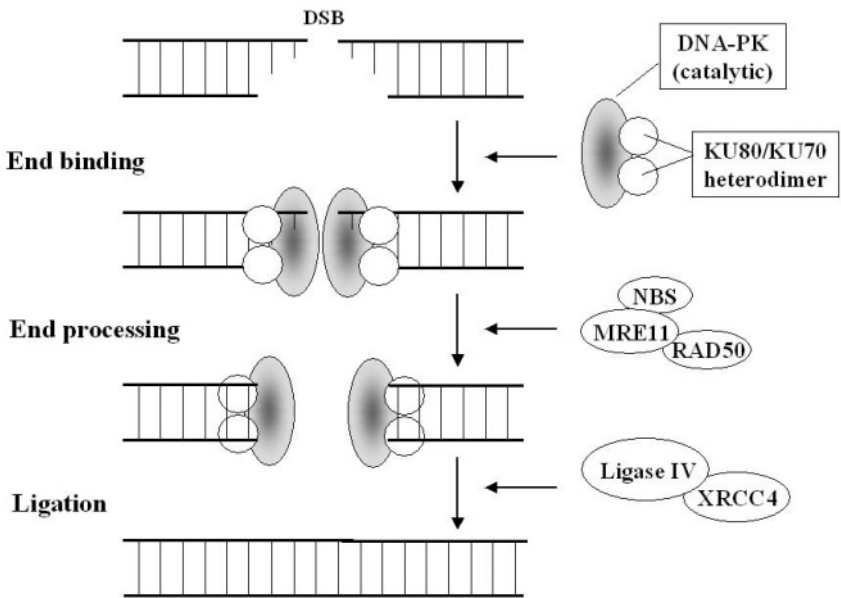 DSB
DNA-PK
(catalytic)
End binding
KU80/KU70
heterodimer
NBS
End processing
MRE11
RAD50
Ligase IV
XRCC4
Ligation